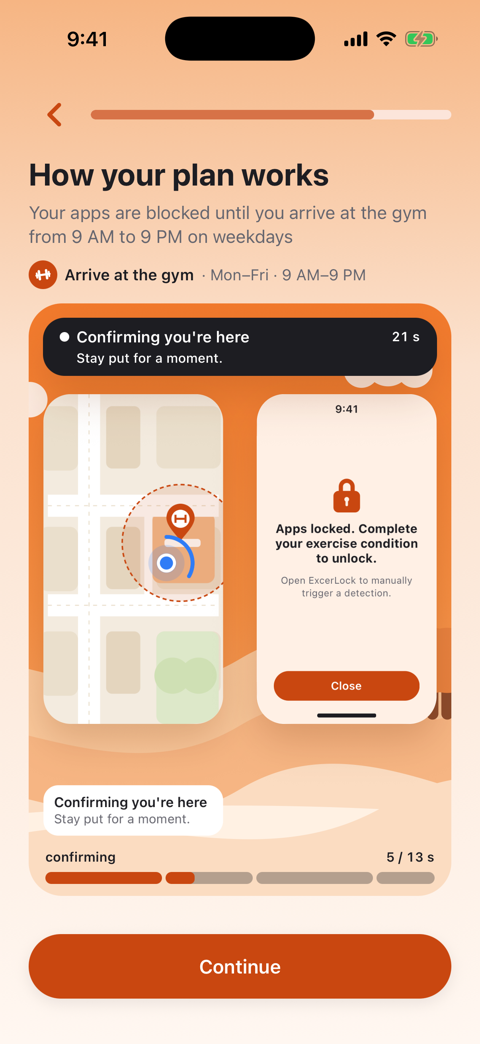 9:41
How your plan works
Your apps are blocked until you arrive at the gym
from 9 AM to 9 PM on weekdays
Arrive at the gym · Mon–Fri · 9 AM–9 PM
Confirming you're here 21 s
Stay put for a moment.
9:41
Apps locked. Complete
your exercise condition
to unlock.
Open ExcerLock to manually
trigger a detection.
Close
Confirming you're here
Stay put for a moment.
confirming 5 / 13 s
Continue